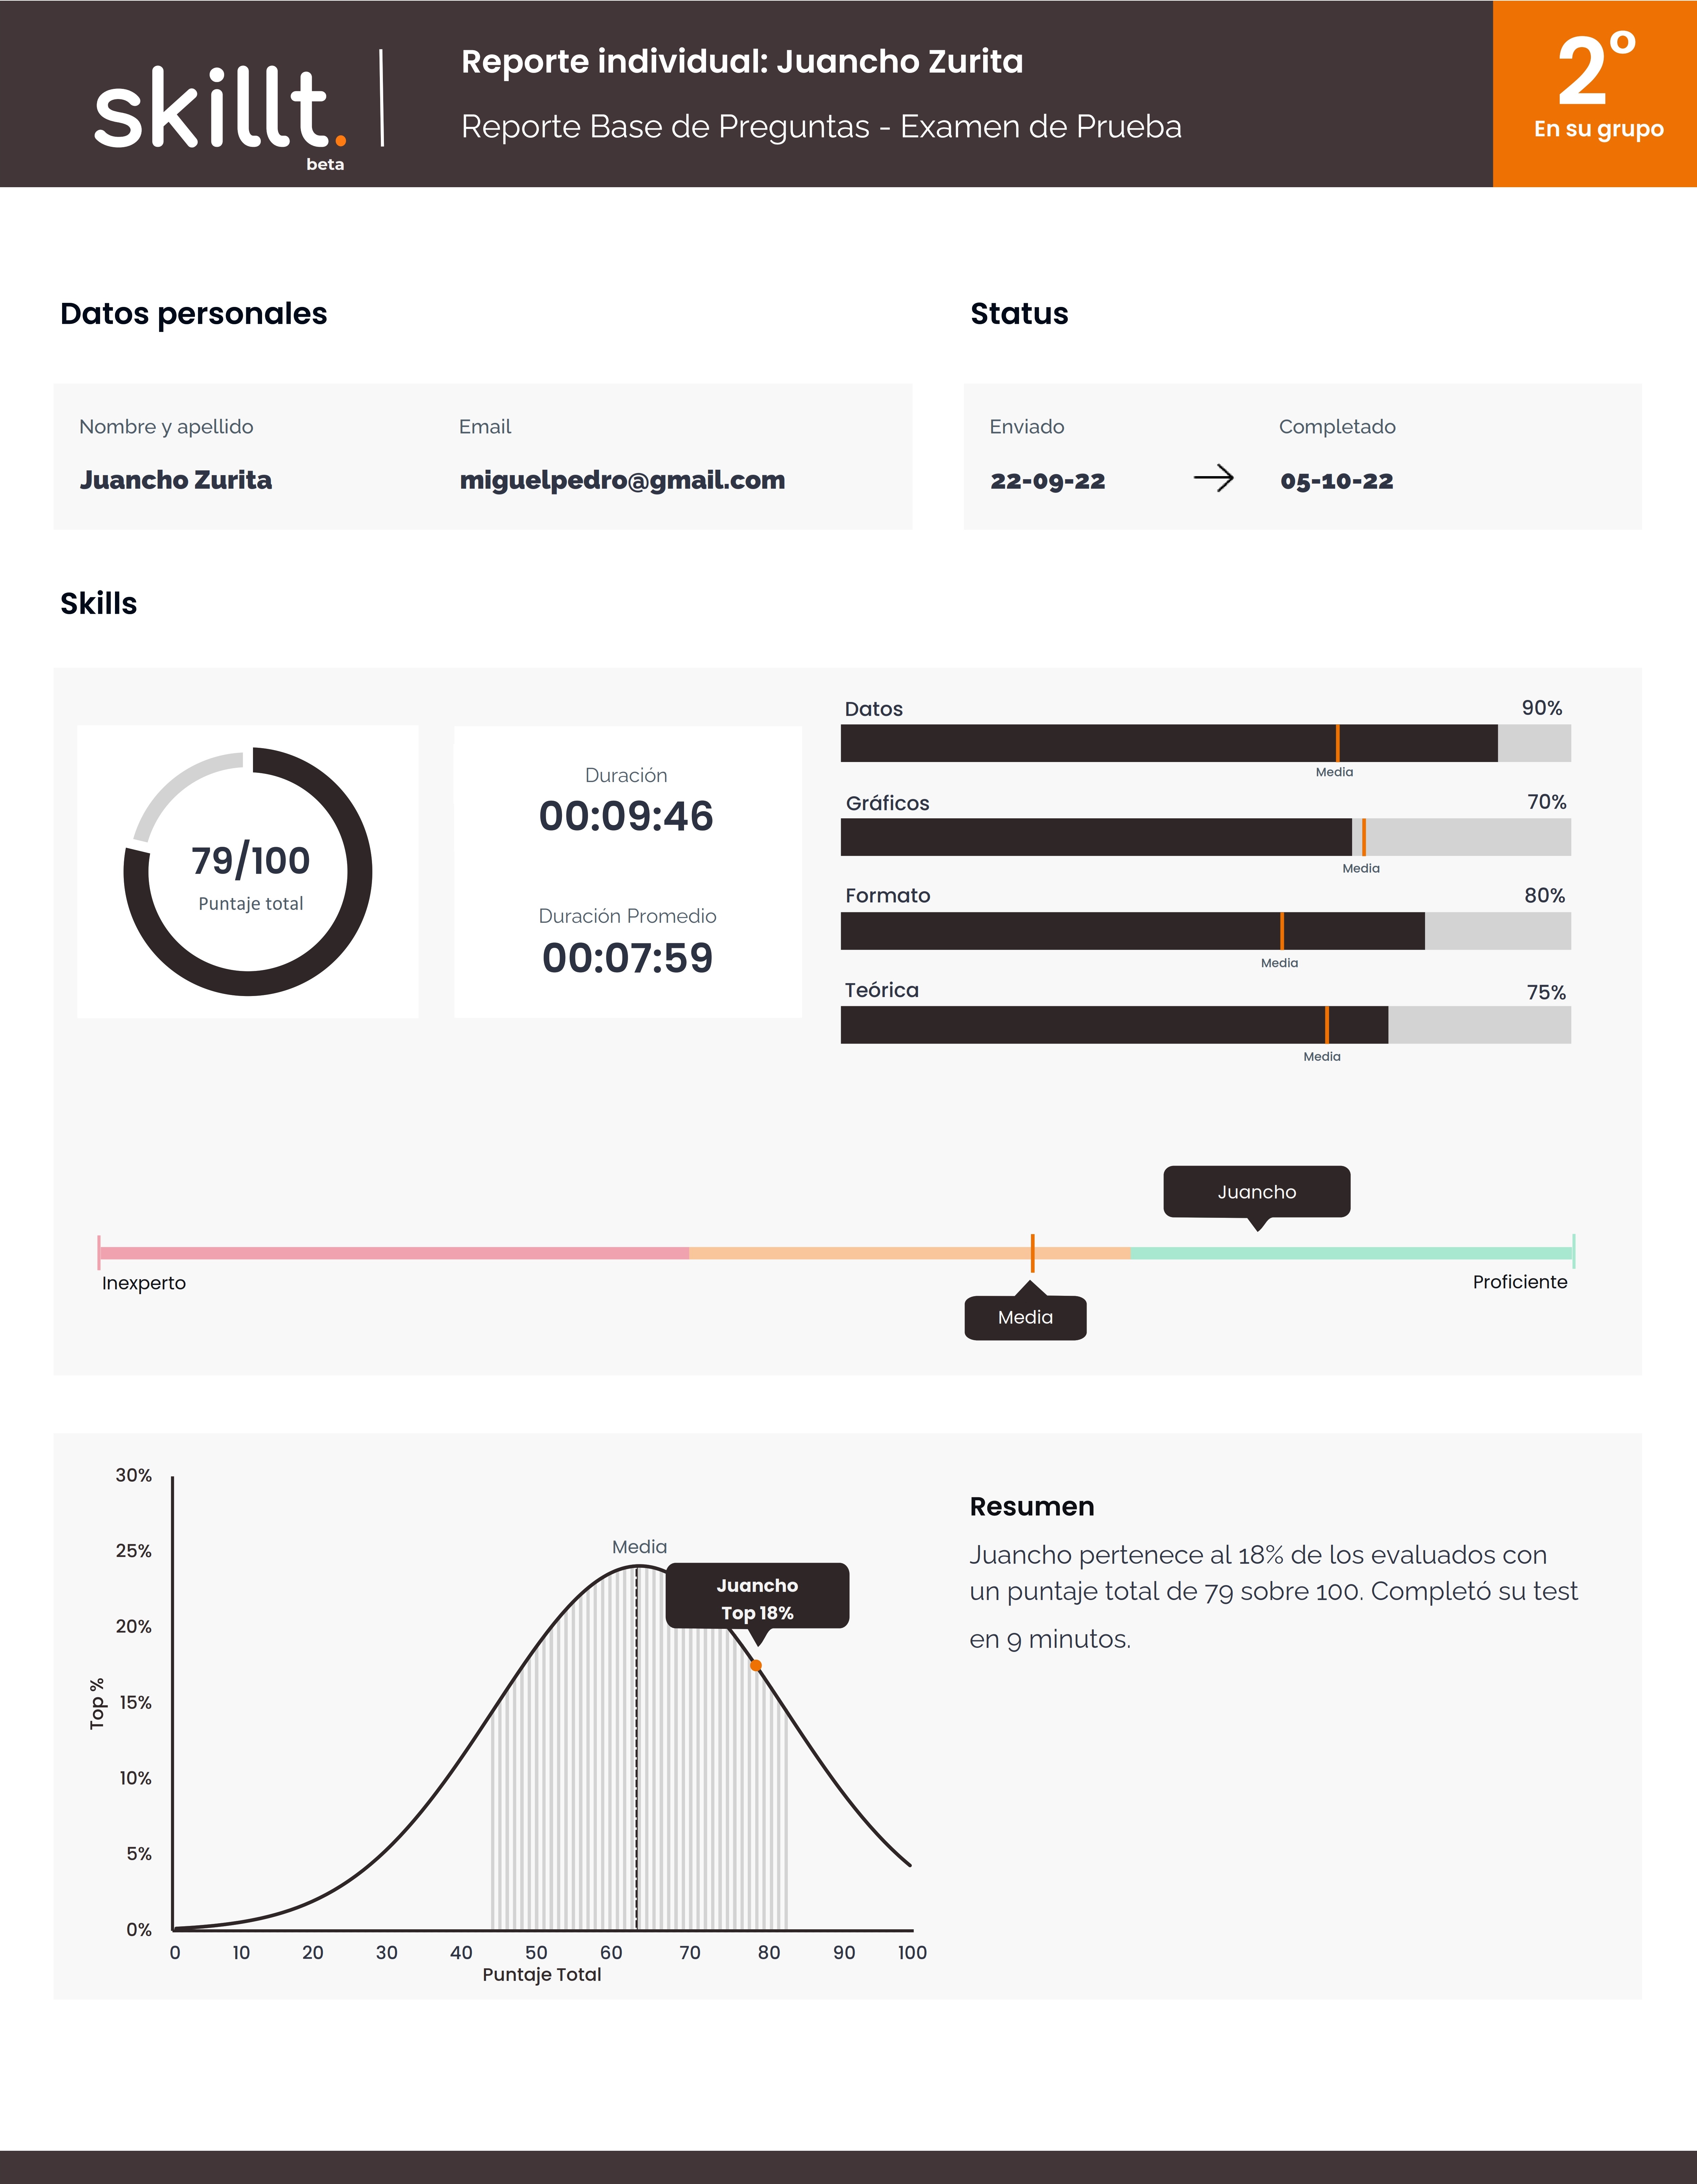 skillt.
beta
Reporte individual: Juancho Zurita
Reporte Base de Preguntas - Examen de Prueba
2°
En su grupo
Datos personales
Nombre y apellido
Email
Juancho Zurita
miguelpedro@gmail.com
Status
Enviado
Completado
22-09-22
05-10-22
Skills
79/100
Puntaje total
Duración
00:09:46
Duración Promedio
00:07:59
Datos
90%
Media
Gráficos
70%
Media
Formato
80%
Media
Teórica
75%
Media
Juancho
Inexperto
Proficiente
Media
30%
25%
20%
15%
10%
5%
0%
Top %
Media
Juancho
Top 18%
0 10 20 30 40 50 60 70 80 90 100
Puntaje Total
Resumen
Juancho pertenece al 18% de los evaluados con
un puntaje total de 79 sobre 100. Completó su test
en 9 minutos.